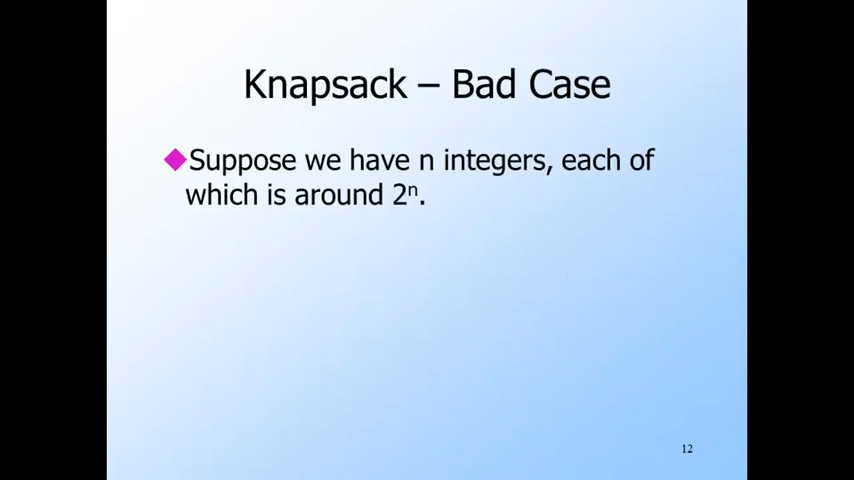 Knapsack – Bad Case
Suppose we have n integers, each of
which is around 2ⁿ.
12